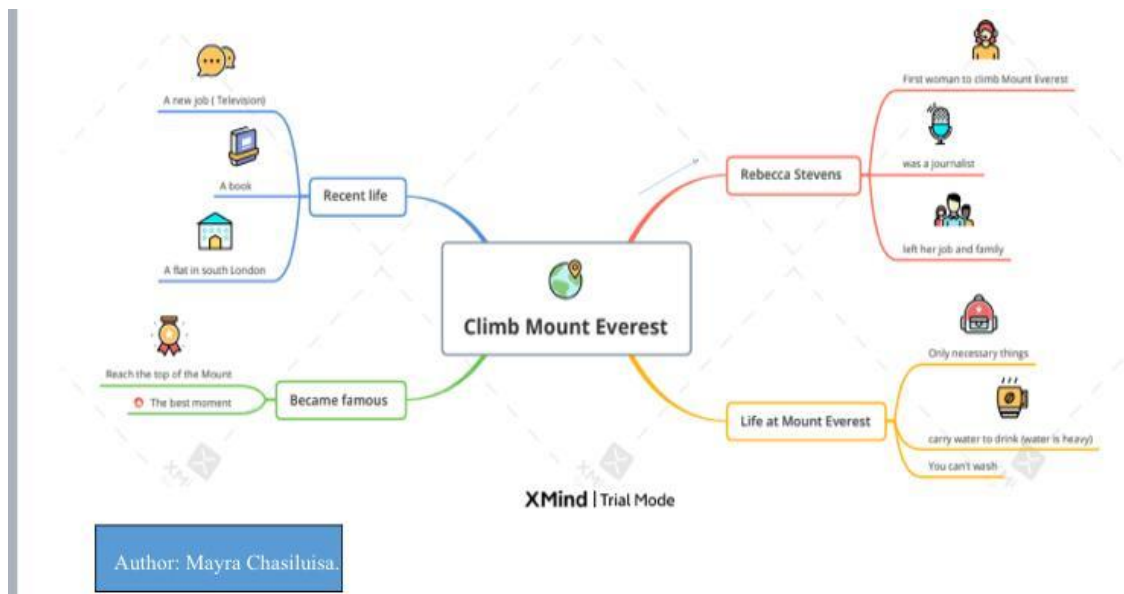 A new job ( Television)
A book
A flat in south London
Recent life
Reach the top of the Mount
The best moment
Became famous
Climb Mount Everest
Rebecca Stevens
First woman to climb Mount Everest
was a journalist
left her job and family
Life at Mount Everest
Only necessary things
carry water to drink (water is heavy)
You can't wash
XMind | Trial Mode
Author: Mayra Chasiluisa.